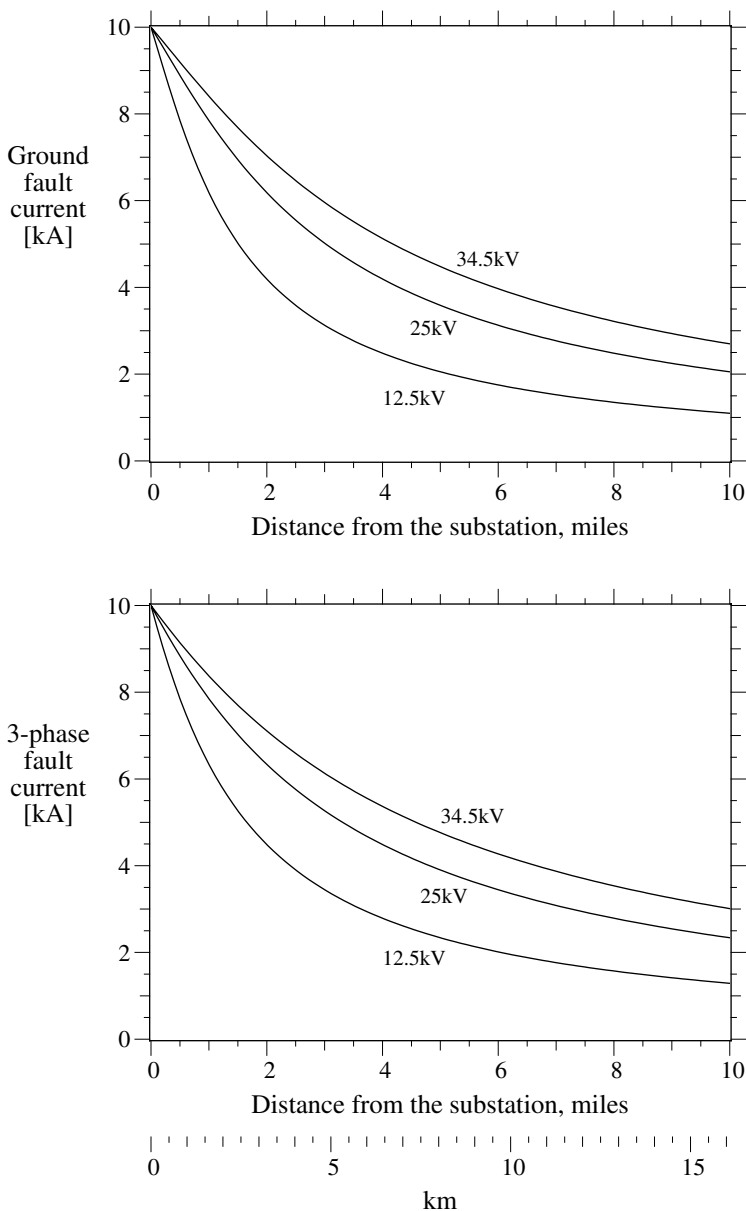 10
8
6
4
2
0
Ground
fault
current
[kA]
34.5kV
25kV
12.5kV
0 2 4 6 8 10
Distance from the substation, miles
10
8
6
4
2
0
3-phase
fault
current
[kA]
34.5kV
25kV
12.5kV
0 2 4 6 8 10
Distance from the substation, miles
0 5 10 15
km